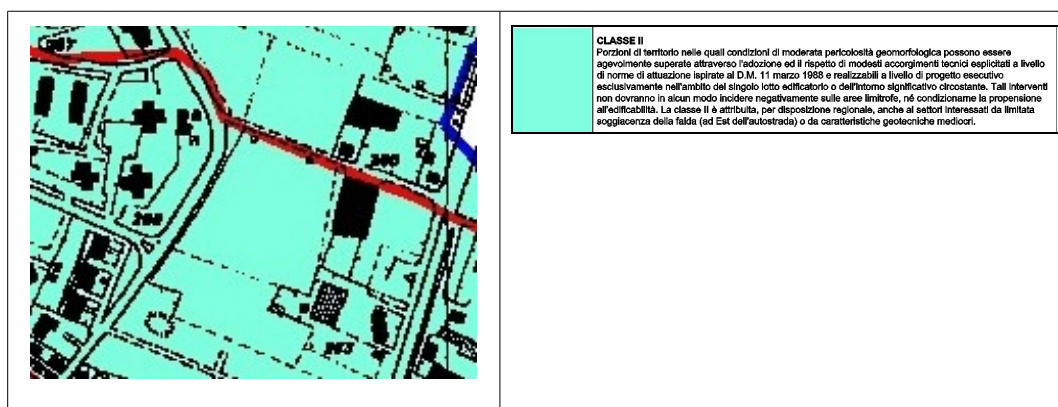 CLASSE II
Porzioni di territorio nelle quali condizioni di moderata pericolosità geomorfologica possono essere
agevolmente superate attraverso l'adozione ed il rispetto di modesti accorgimenti tecnici esplicitati a livello
di norme di attuazione ispirate al D.M. 11 marzo 1988 e realizzabili a livello di progetto esecutivo
esclusivamente nell'ambito del singolo lotto edificatorio o dell'intorno significativo circostante. Tali interventi
non dovranno in alcun modo incidere negativamente sulle aree limitrofe, né condizionarne la propensione
all'edificabilità. La classe II è attribuita, per disposizione regionale, anche ai settori interessati da limitata
soggiacenza della falda (ad Est dell'autostrada) o da caratteristiche geotecniche mediocri.